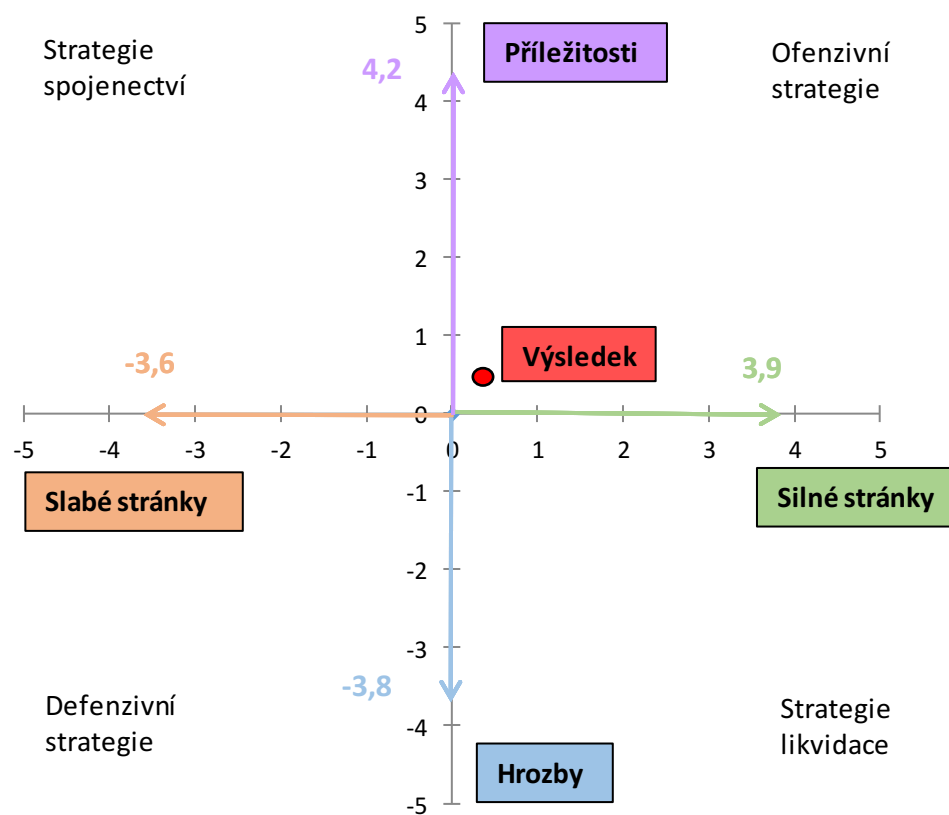 5
Strategie
spojenectví
Příležitosti
Ofenzivní
strategie
4,2
4
3
2
1
Výsledek
-3,6
3,9
0
-5
-4
-3
-2
-1
0
1
2
3
4
5
Slabé stránky
Silné stránky
-1
-2
-3
-3,8
Defenzivní
strategie
Strategie
likvidace
-4
Hrozby
-5